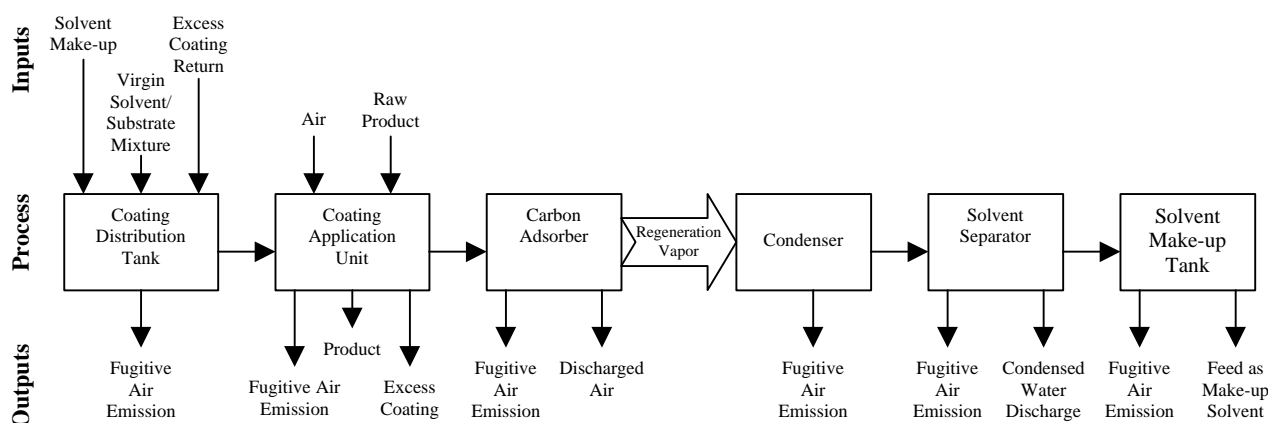 Inputs
Solvent
Make-up
Virgin
Solvent/
Substrate
Mixture
Excess
Coating
Return
Air
Raw
Product
Process
Coating
Distribution
Tank
Coating
Application
Unit
Carbon
Adsorber
Regeneration
Vapor
Condenser
Solvent
Separator
Solvent
Make-up
Tank
Outputs
Fugitive
Air
Emission
Fugitive Air
Emission
Product
Excess
Coating
Fugitive
Air
Emission
Discharged
Air
Fugitive
Air
Emission
Fugitive
Air
Emission
Condensed
Water
Discharge
Fugitive
Air
Emission
Feed as
Make-up
Solvent